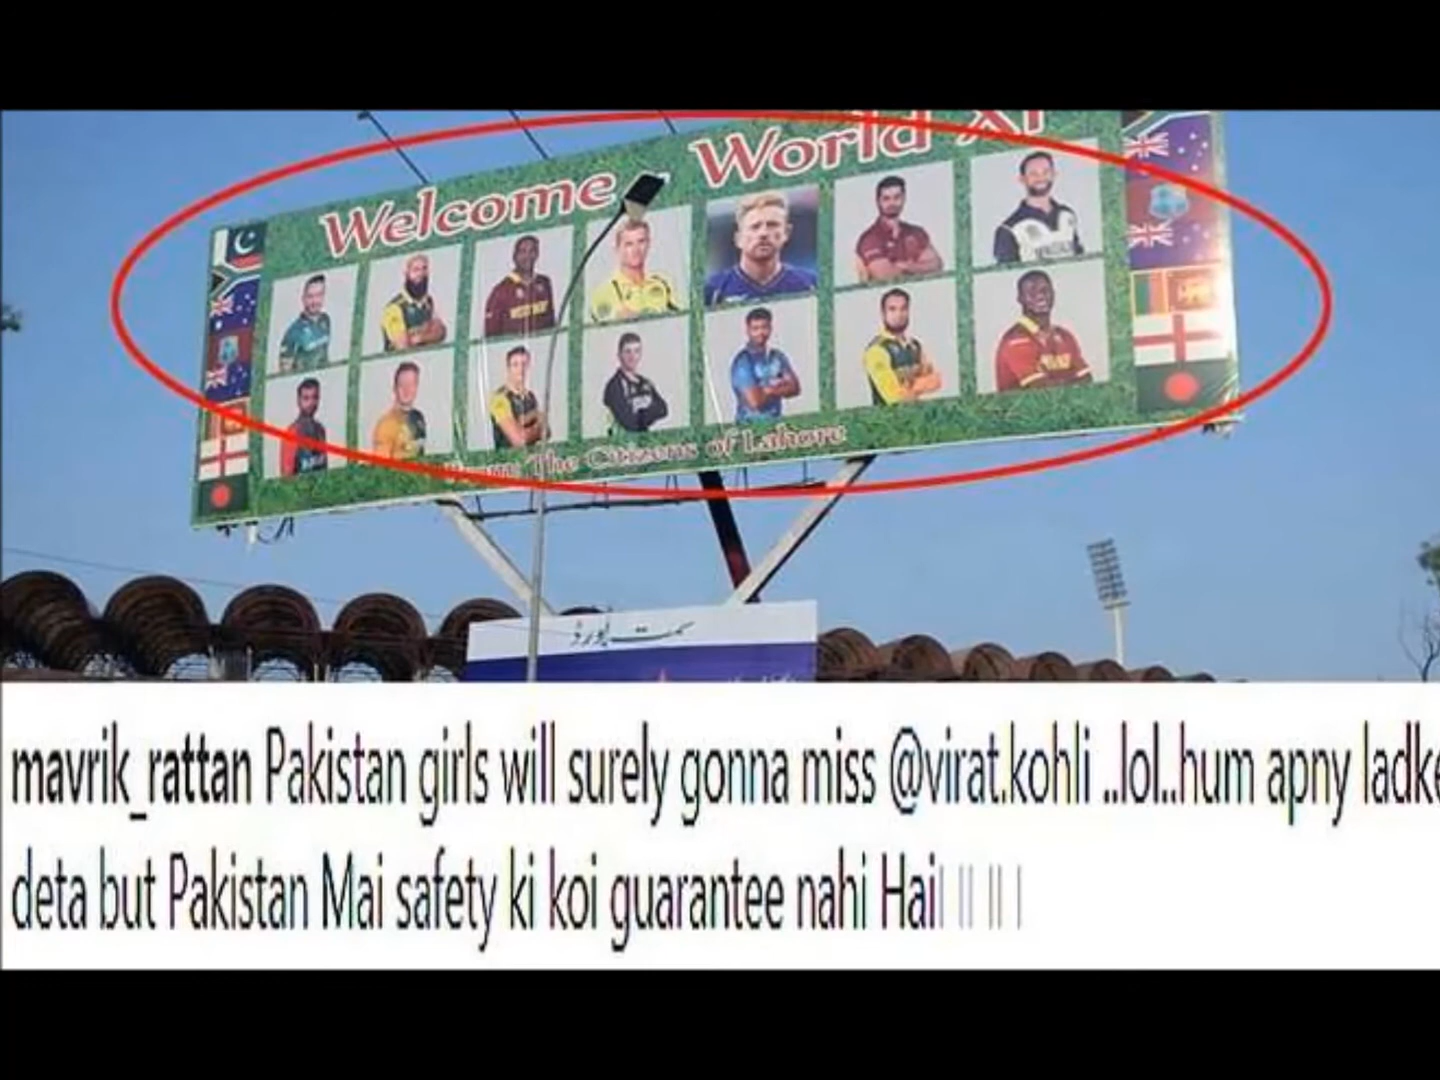 Welcome World XI
From: The Citizens of Lahore
mavrik_rattan Pakistan girls will surely gonna miss @virat.kohli ..lol..hum apny ladke
deta but Pakistan Mai safety ki koi guarantee nahi Hai